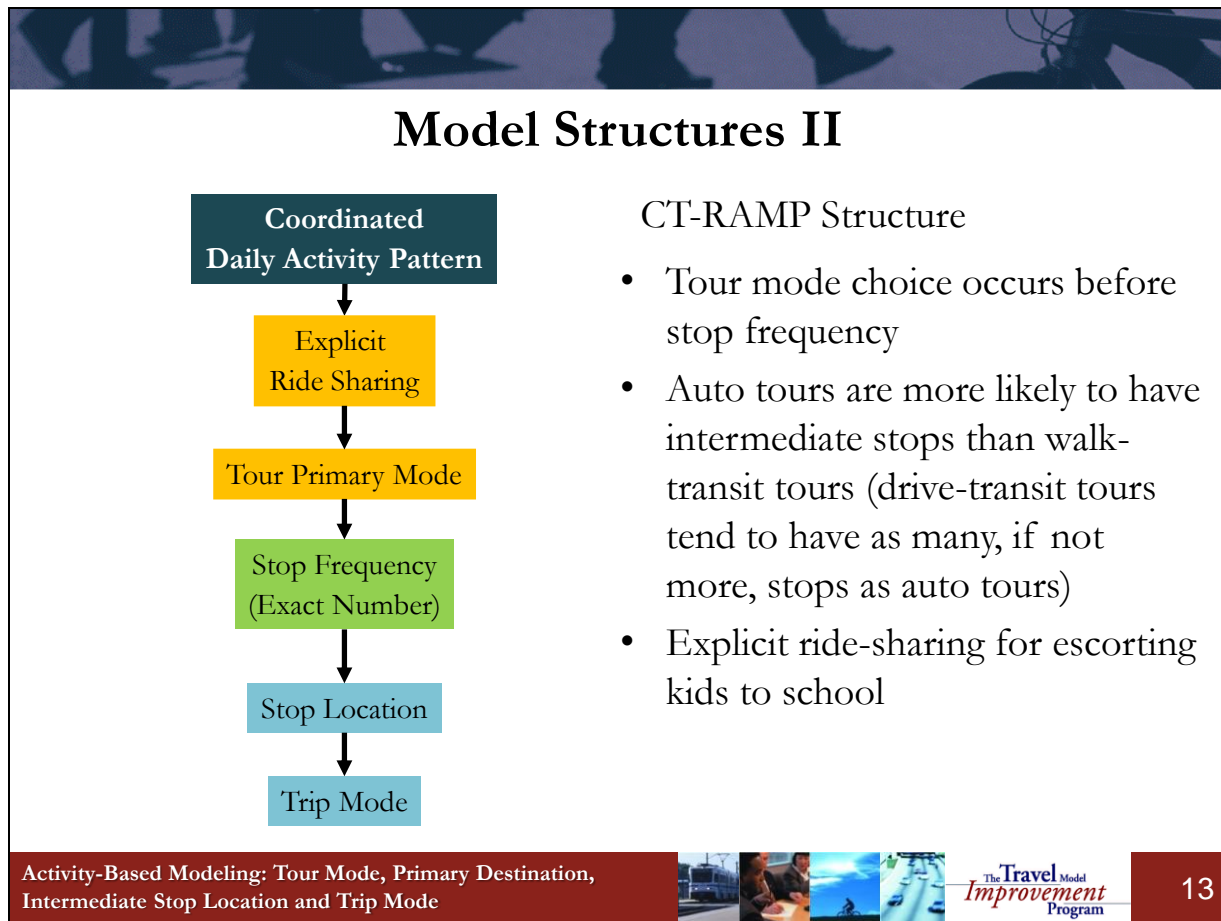 Model Structures II
Coordinated
Daily Activity Pattern
Explicit
Ride Sharing
Tour Primary Mode
Stop Frequency
(Exact Number)
Stop Location
Trip Mode
CT-RAMP Structure
• Tour mode choice occurs before
stop frequency
• Auto tours are more likely to have
intermediate stops than walk-
transit tours (drive-transit tours
tend to have as many, if not
more, stops as auto tours)
• Explicit ride-sharing for escorting
kids to school
Activity-Based Modeling: Tour Mode, Primary Destination,
Intermediate Stop Location and Trip Mode
The Travel Model
Improvement
Program
13